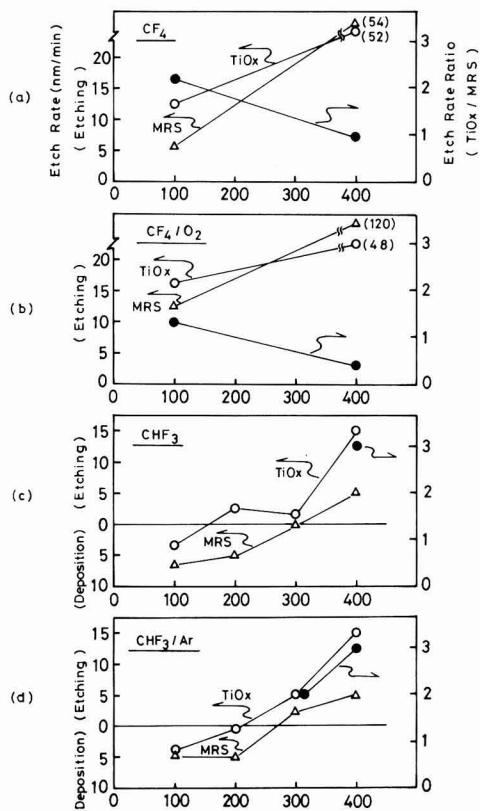 (a)
CF4
Etch Rate (nm/min)
(Etching)
20
15
10
5
0
TiOx
MRS
(54)
(52)
3
2
1
0
Etch Rate Ratio
(TiOx / MRS)
0 100 200 300 400
(b)
CF4/O2
(Etching)
20
15
10
5
0
TiOx
MRS
(120)
(48)
3
2
1
0
0 100 200 300 400
(c)
CHF3
(Deposition) (Etching)
15
10
5
0
5
10
TiOx
MRS
3
2
1
0
0 100 200 300 400
(d)
CHF3/Ar
(Deposition) (Etching)
15
10
5
0
5
10
TiOx
MRS
3
2
1
0
0 100 200 300 400